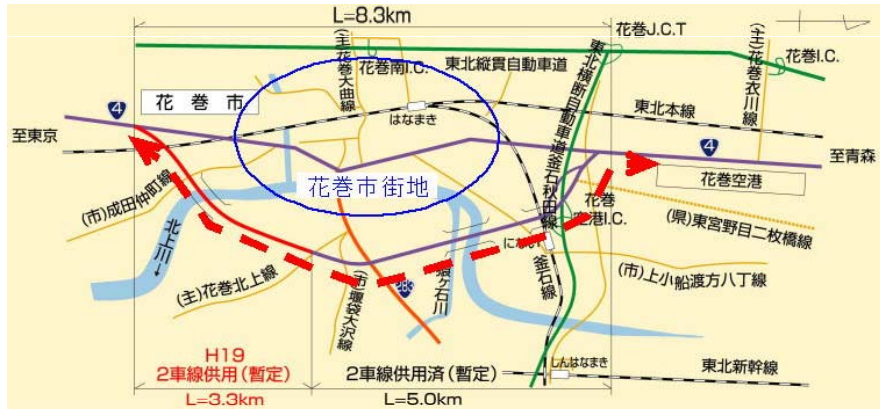 L=8.3km
花巻J.C.T
(主)花巻大曲線
花巻南I.C.
東北縦貫自動車道
東北横断自動車道釜石秋田線
(主)花巻衣川線
花巻I.C.
4
花巻市
はなまき
東北本線
至東京
4
至青森
花巻市街地
花巻空港
(市)成田仲町線
花巻空港I.C.
(県)東宮野目二枚橋線
北上川→
にたない
釜石線
(主)花巻北上線
(市)堰袋大沢線
283
猿ヶ石川
(市)上小船渡方八丁線
H19
2車線供用(暫定)
2車線供用済(暫定)
しんはなまき
東北新幹線
L=3.3km
L=5.0km